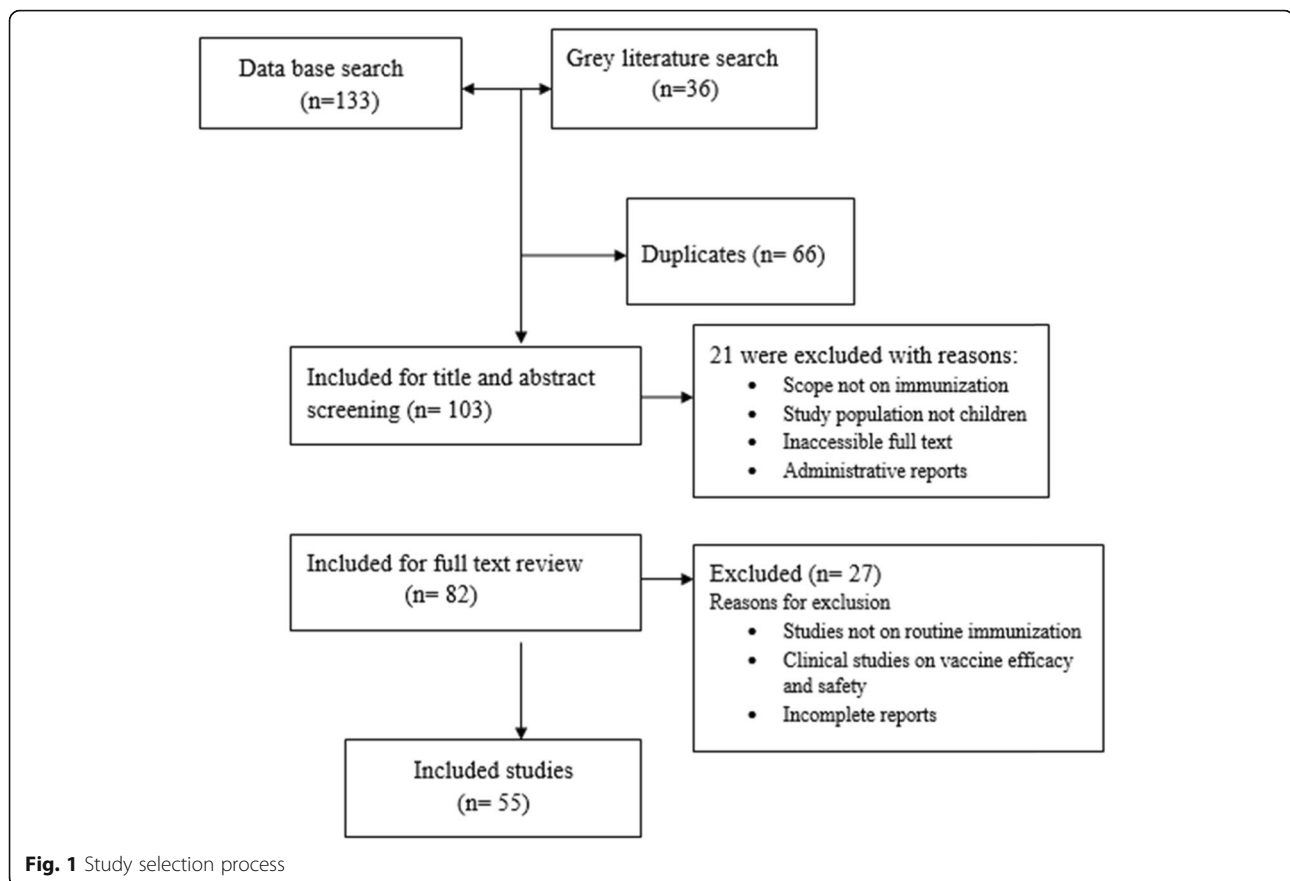 Data base search
(n=133)
Grey literature search
(n=36)
Duplicates (n= 66)
Included for title and abstract
screening (n= 103)
21 were excluded with reasons:
• Scope not on immunization
• Study population not children
• Inaccessible full text
• Administrative reports
Included for full text review
(n= 82)
Excluded (n= 27)
Reasons for exclusion
• Studies not on routine immunization
• Clinical studies on vaccine efficacy
and safety
• Incomplete reports
Included studies
(n= 55)
Fig. 1 Study selection process